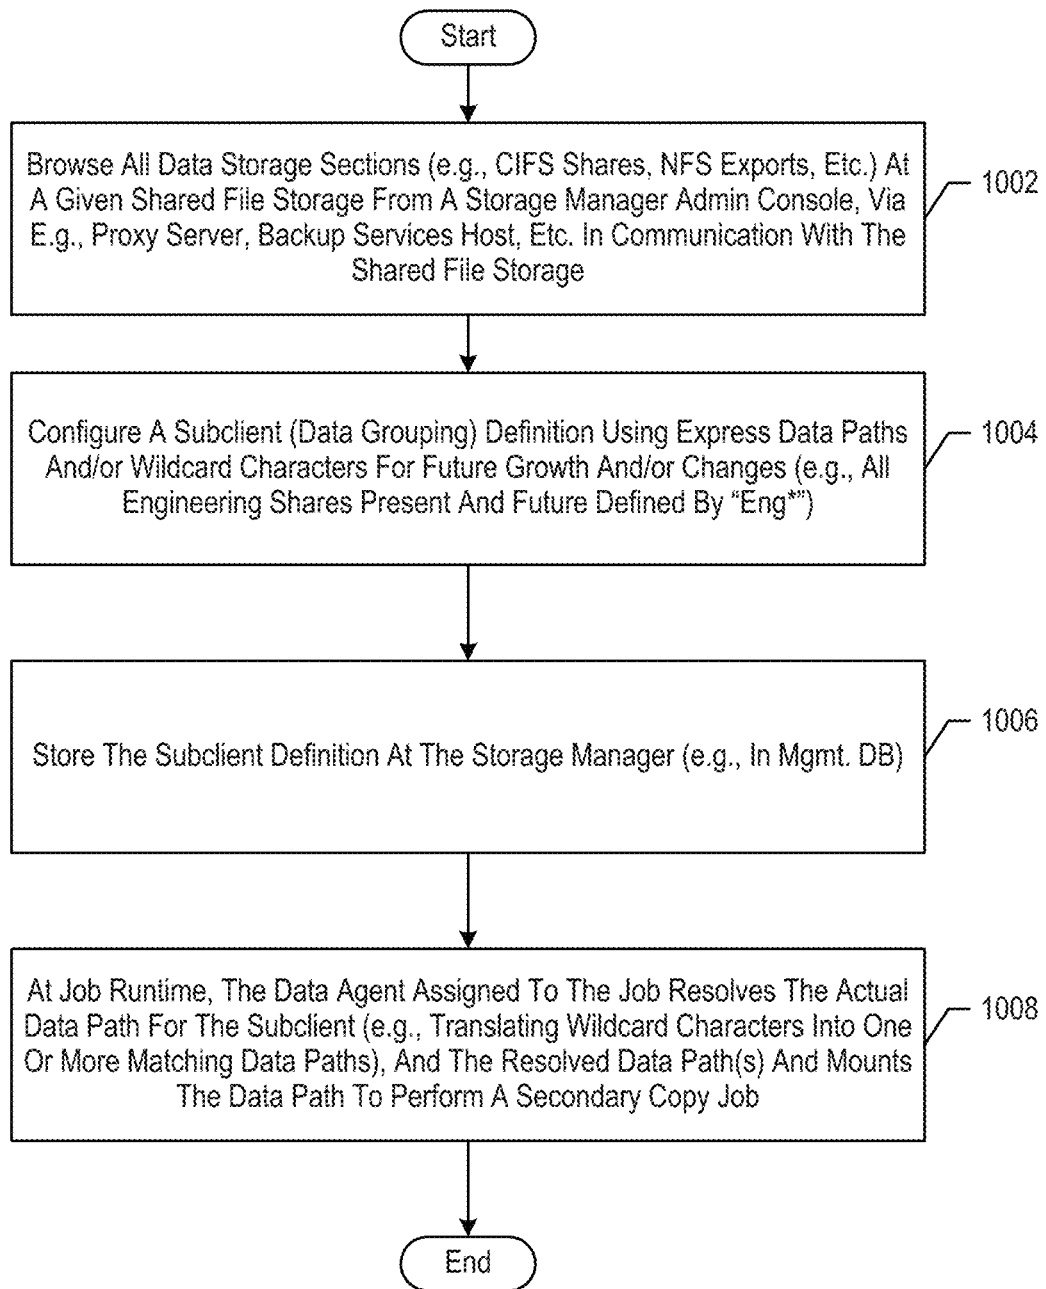 Start
Browse All Data Storage Sections (e.g., CIFS Shares, NFS Exports, Etc.) At
A Given Shared File Storage From A Storage Manager Admin Console, Via
E.g., Proxy Server, Backup Services Host, Etc. In Communication With The
Shared File Storage
1002
Configure A Subclient (Data Grouping) Definition Using Express Data Paths
And/or Wildcard Characters For Future Growth And/or Changes (e.g., All
Engineering Shares Present And Future Defined By “Eng*”)
1004
Store The Subclient Definition At The Storage Manager (e.g., In Mgmt. DB)
1006
At Job Runtime, The Data Agent Assigned To The Job Resolves The Actual
Data Path For The Subclient (e.g., Translating Wildcard Characters Into One
Or More Matching Data Paths), And The Resolved Data Path(s) And Mounts
The Data Path To Perform A Secondary Copy Job
1008
End